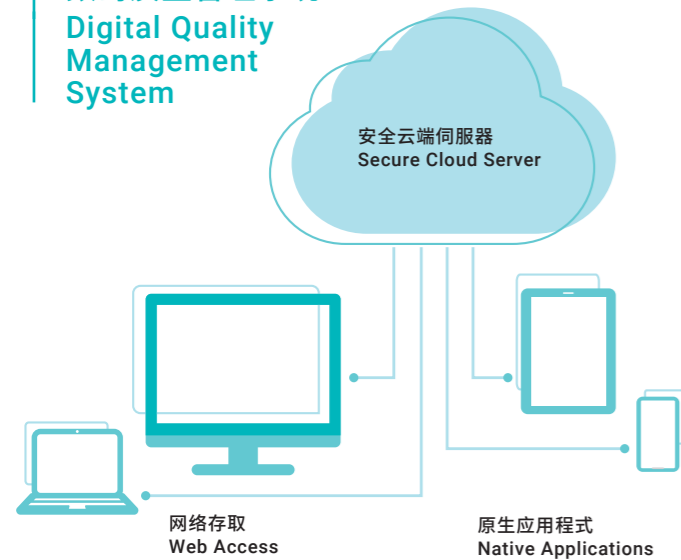 Digital Quality
Management
System
安全云端伺服器
Secure Cloud Server
网络存取
Web Access
原生应用程式
Native Applications